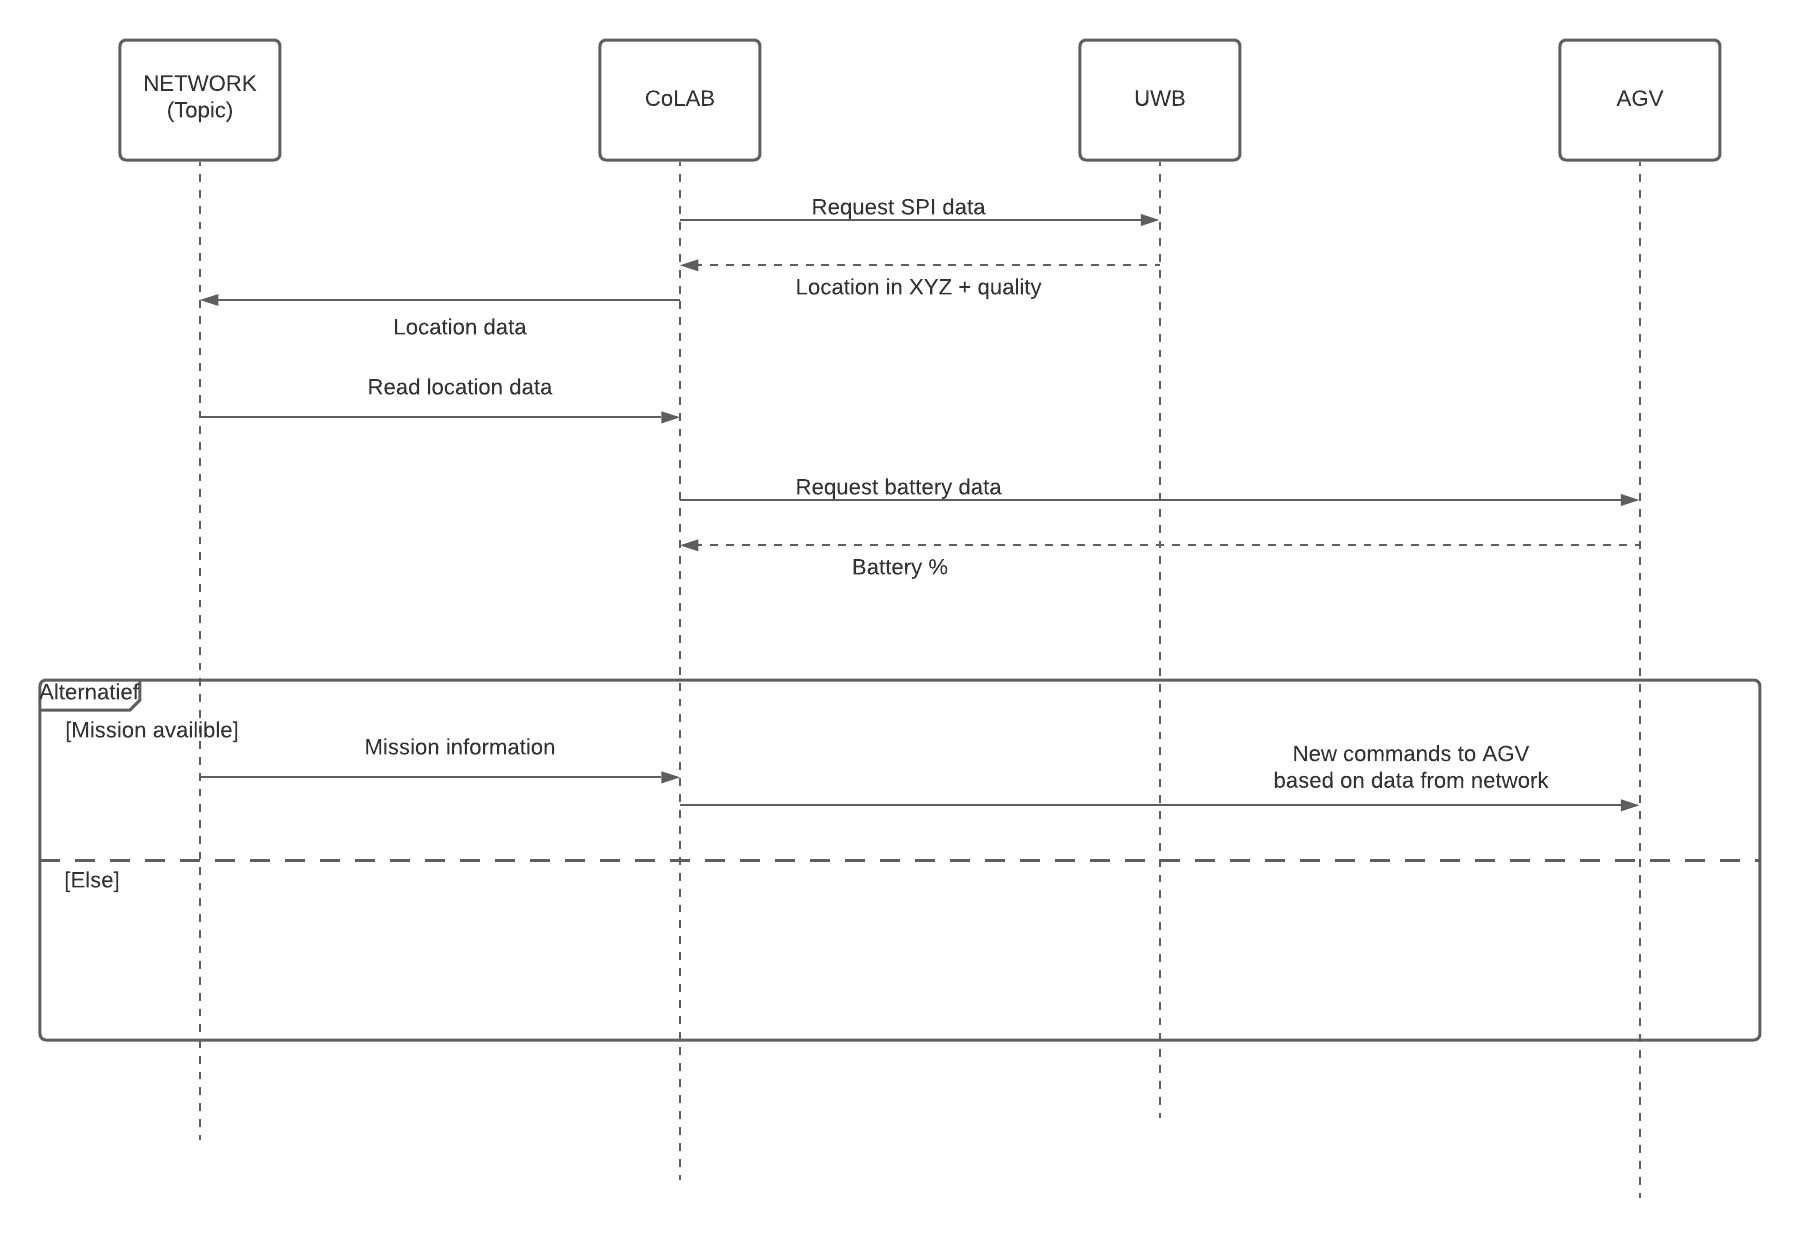 NETWORK
(Topic)
CoLAB
UWB
AGV
Request SPI data
Location in XYZ + quality
Location data
Read location data
Request battery data
Battery %
Alternatief
[Mission availible]
Mission information
New commands to AGV
based on data from network
[Else]